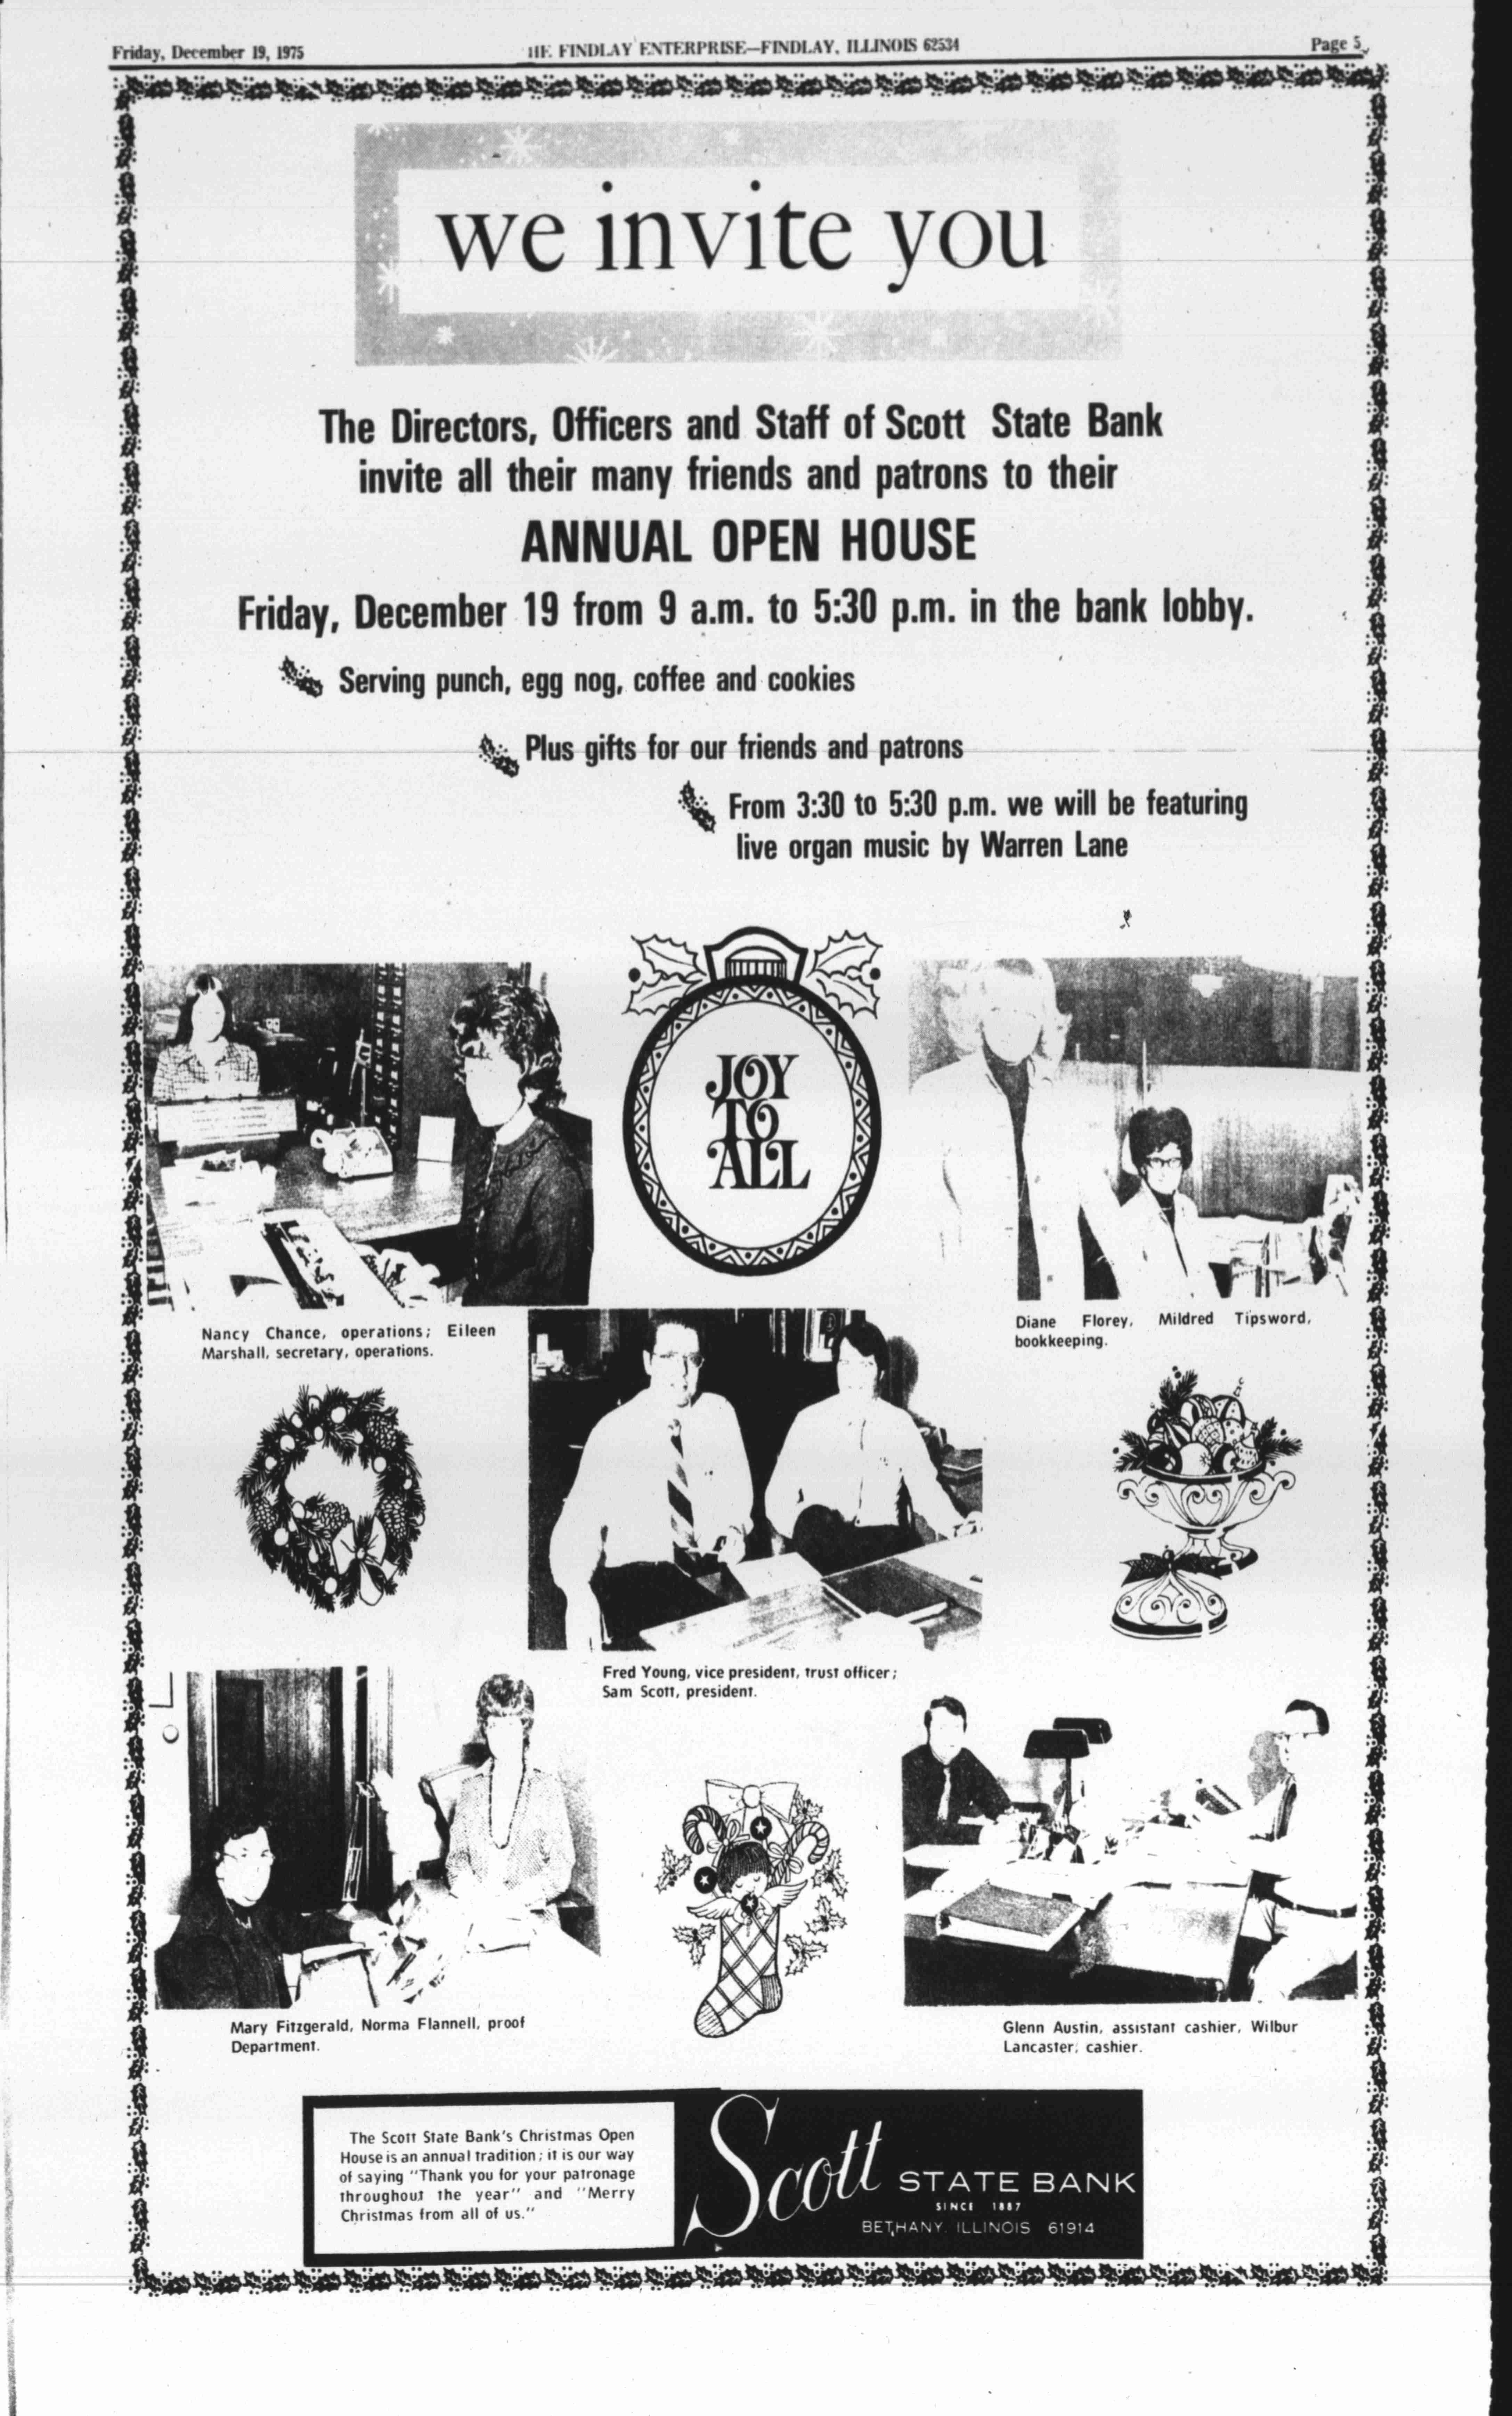 Friday, December 19, 1975
HE FINDLAY ENTERPRISE—FINDLAY, ILLINOIS 62534
Page 5
we invite you
The Directors, Officers and Staff of Scott State Bank
invite all their many friends and patrons to their
ANNUAL OPEN HOUSE
Friday, December 19 from 9 a.m. to 5:30 p.m. in the bank lobby.
Serving punch, egg nog, coffee and cookies
Plus gifts for our friends and patrons
From 3:30 to 5:30 p.m. we will be featuring
live organ music by Warren Lane
JOY
TO
ALL
Nancy Chance, operations; Eileen
Marshall, secretary, operations.
Diane Florey, Mildred Tipsword,
bookkeeping.
Fred Young, vice president, trust officer;
Sam Scott, president.
Mary Fitzgerald, Norma Flannell, proof
Department.
Glenn Austin, assistant cashier, Wilbur
Lancaster, cashier.
The Scott State Bank's Christmas Open
House is an annual tradition; it is our way
of saying "Thank you for your patronage
throughout the year" and "Merry
Christmas from all of us."
Scott STATE BANK
SINCE 1887
BETHANY, ILLINOIS 61914